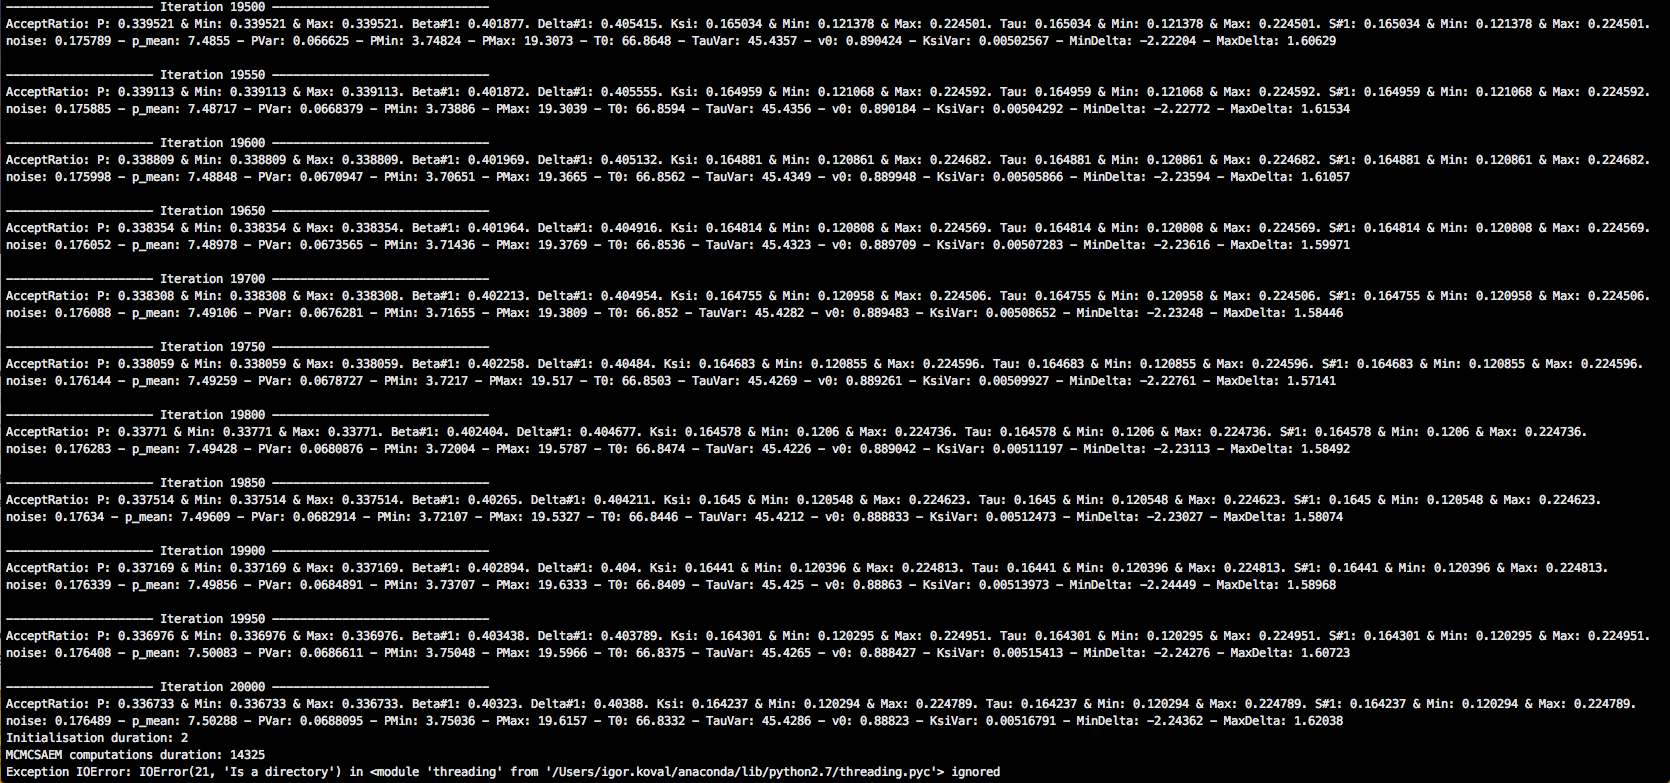 --------------------- Iteration 19500 -------------------------------
AcceptRatio: P: 0.339521 & Min: 0.339521 & Max: 0.339521. Beta#1: 0.401877. Delta#1: 0.405415. Ksi: 0.165034 & Min: 0.121378 & Max: 0.224501. Tau: 0.165034 & Min: 0.121378 & Max: 0.224501. S#1: 0.165034 & Min: 0.121378 & Max: 0.224501.
noise: 0.175789 - p_mean: 7.4855 - PVar: 0.066625 - PMin: 3.74824 - PMax: 19.3073 - T0: 66.8648 - TauVar: 45.4357 - v0: 0.890424 - KsiVar: 0.00502567 - MinDelta: -2.22204 - MaxDelta: 1.60629
--------------------- Iteration 19550 -------------------------------
AcceptRatio: P: 0.339113 & Min: 0.339113 & Max: 0.339113. Beta#1: 0.401872. Delta#1: 0.405555. Ksi: 0.164959 & Min: 0.121068 & Max: 0.224592. Tau: 0.164959 & Min: 0.121068 & Max: 0.224592. S#1: 0.164959 & Min: 0.121068 & Max: 0.224592.
noise: 0.175885 - p_mean: 7.48717 - PVar: 0.0668379 - PMin: 3.73886 - PMax: 19.3039 - T0: 66.8594 - TauVar: 45.4356 - v0: 0.890184 - KsiVar: 0.00504292 - MinDelta: -2.22772 - MaxDelta: 1.61534
--------------------- Iteration 19600 -------------------------------
AcceptRatio: P: 0.338809 & Min: 0.338809 & Max: 0.338809. Beta#1: 0.401969. Delta#1: 0.405132. Ksi: 0.164881 & Min: 0.120861 & Max: 0.224682. Tau: 0.164881 & Min: 0.120861 & Max: 0.224682. S#1: 0.164881 & Min: 0.120861 & Max: 0.224682.
noise: 0.175998 - p_mean: 7.48848 - PVar: 0.0670947 - PMin: 3.70651 - PMax: 19.3665 - T0: 66.8562 - TauVar: 45.4349 - v0: 0.889948 - KsiVar: 0.00505866 - MinDelta: -2.23594 - MaxDelta: 1.61057
--------------------- Iteration 19650 -------------------------------
AcceptRatio: P: 0.338354 & Min: 0.338354 & Max: 0.338354. Beta#1: 0.401964. Delta#1: 0.404916. Ksi: 0.164814 & Min: 0.120808 & Max: 0.224569. Tau: 0.164814 & Min: 0.120808 & Max: 0.224569. S#1: 0.164814 & Min: 0.120808 & Max: 0.224569.
noise: 0.176052 - p_mean: 7.48978 - PVar: 0.0673565 - PMin: 3.71436 - PMax: 19.3769 - T0: 66.8536 - TauVar: 45.4323 - v0: 0.889709 - KsiVar: 0.00507283 - MinDelta: -2.23616 - MaxDelta: 1.59971
--------------------- Iteration 19700 -------------------------------
AcceptRatio: P: 0.338308 & Min: 0.338308 & Max: 0.338308. Beta#1: 0.402213. Delta#1: 0.404954. Ksi: 0.164755 & Min: 0.120958 & Max: 0.224506. Tau: 0.164755 & Min: 0.120958 & Max: 0.224506. S#1: 0.164755 & Min: 0.120958 & Max: 0.224506.
noise: 0.176088 - p_mean: 7.49106 - PVar: 0.0676281 - PMin: 3.71655 - PMax: 19.3809 - T0: 66.852 - TauVar: 45.4282 - v0: 0.889483 - KsiVar: 0.00508652 - MinDelta: -2.23248 - MaxDelta: 1.58446
--------------------- Iteration 19750 -------------------------------
AcceptRatio: P: 0.338059 & Min: 0.338059 & Max: 0.338059. Beta#1: 0.402258. Delta#1: 0.40484. Ksi: 0.164683 & Min: 0.120855 & Max: 0.224596. Tau: 0.164683 & Min: 0.120855 & Max: 0.224596. S#1: 0.164683 & Min: 0.120855 & Max: 0.224596.
noise: 0.176144 - p_mean: 7.49259 - PVar: 0.0678727 - PMin: 3.7217 - PMax: 19.517 - T0: 66.8503 - TauVar: 45.4269 - v0: 0.889261 - KsiVar: 0.00509927 - MinDelta: -2.22761 - MaxDelta: 1.57141
--------------------- Iteration 19800 -------------------------------
AcceptRatio: P: 0.33771 & Min: 0.33771 & Max: 0.33771. Beta#1: 0.402404. Delta#1: 0.404677. Ksi: 0.164578 & Min: 0.1206 & Max: 0.224736. Tau: 0.164578 & Min: 0.1206 & Max: 0.224736. S#1: 0.164578 & Min: 0.1206 & Max: 0.224736.
noise: 0.176283 - p_mean: 7.49428 - PVar: 0.0680876 - PMin: 3.72004 - PMax: 19.5787 - T0: 66.8474 - TauVar: 45.4226 - v0: 0.889042 - KsiVar: 0.00511197 - MinDelta: -2.23113 - MaxDelta: 1.58492
--------------------- Iteration 19850 -------------------------------
AcceptRatio: P: 0.337514 & Min: 0.337514 & Max: 0.337514. Beta#1: 0.40265. Delta#1: 0.404211. Ksi: 0.1645 & Min: 0.120548 & Max: 0.224623. Tau: 0.1645 & Min: 0.120548 & Max: 0.224623. S#1: 0.1645 & Min: 0.120548 & Max: 0.224623.
noise: 0.17634 - p_mean: 7.49609 - PVar: 0.0682914 - PMin: 3.72107 - PMax: 19.5327 - T0: 66.8446 - TauVar: 45.4212 - v0: 0.888833 - KsiVar: 0.00512473 - MinDelta: -2.23027 - MaxDelta: 1.58074
--------------------- Iteration 19900 -------------------------------
AcceptRatio: P: 0.337169 & Min: 0.337169 & Max: 0.337169. Beta#1: 0.402894. Delta#1: 0.404. Ksi: 0.16441 & Min: 0.120396 & Max: 0.224813. Tau: 0.16441 & Min: 0.120396 & Max: 0.224813. S#1: 0.16441 & Min: 0.120396 & Max: 0.224813.
noise: 0.176339 - p_mean: 7.49856 - PVar: 0.0684891 - PMin: 3.73707 - PMax: 19.6333 - T0: 66.8409 - TauVar: 45.425 - v0: 0.88863 - KsiVar: 0.00513973 - MinDelta: -2.24449 - MaxDelta: 1.58968
--------------------- Iteration 19950 -------------------------------
AcceptRatio: P: 0.336976 & Min: 0.336976 & Max: 0.336976. Beta#1: 0.403438. Delta#1: 0.403789. Ksi: 0.164301 & Min: 0.120295 & Max: 0.224951. Tau: 0.164301 & Min: 0.120295 & Max: 0.224951. S#1: 0.164301 & Min: 0.120295 & Max: 0.224951.
noise: 0.176408 - p_mean: 7.50083 - PVar: 0.0686611 - PMin: 3.75048 - PMax: 19.5966 - T0: 66.8375 - TauVar: 45.4265 - v0: 0.888427 - KsiVar: 0.00515413 - MinDelta: -2.24276 - MaxDelta: 1.60723
--------------------- Iteration 20000 -------------------------------
AcceptRatio: P: 0.336733 & Min: 0.336733 & Max: 0.336733. Beta#1: 0.40323. Delta#1: 0.40388. Ksi: 0.164237 & Min: 0.120294 & Max: 0.224789. Tau: 0.164237 & Min: 0.120294 & Max: 0.224789. S#1: 0.164237 & Min: 0.120294 & Max: 0.224789.
noise: 0.176489 - p_mean: 7.50288 - PVar: 0.0688095 - PMin: 3.75036 - PMax: 19.6157 - T0: 66.8332 - TauVar: 45.4286 - v0: 0.88823 - KsiVar: 0.00516791 - MinDelta: -2.24362 - MaxDelta: 1.62038
Initialisation duration: 2
MCMCSAEM computations duration: 14325
Exception IOError: IOError(21, 'Is a directory') in <module 'threading' from '/Users/igor.koval/anaconda/lib/python2.7/threading.pyc'> ignored